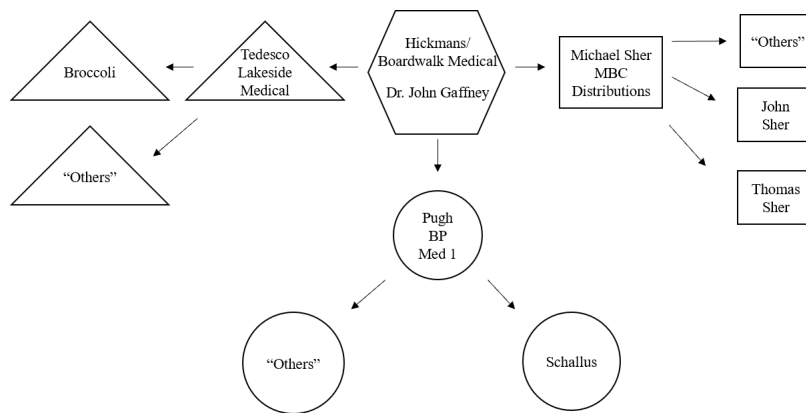 Broccoli
Tedesco
Lakeside
Medical
Hickmans/
Boardwalk Medical
Dr. John Gaffney
Michael Sher
MBC
Distributions
“Others”
John
Sher
Thomas
Sher
“Others”
Pugh
BP
Med 1
“Others”
Schallus